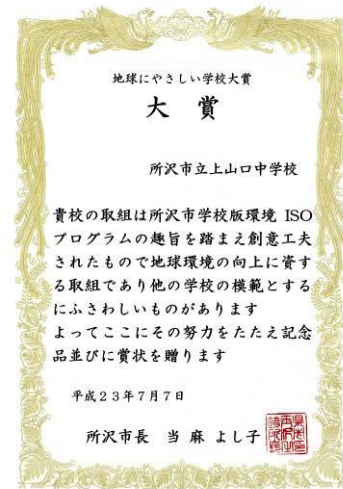 地球にやさしい学校大賞
大賞
所沢市立上山口中学校
貴校の取組は所沢市学校版環境 ISO
プログラムの趣旨を踏まえ創意工夫
されたもので地球環境の向上に資す
る取組であり他の学校の模範とする
にふさわしいものがあります
よってここにその努力をたたえ記念
品並びに賞状を贈ります
平成23年7月7日
所沢市長 当麻よし子